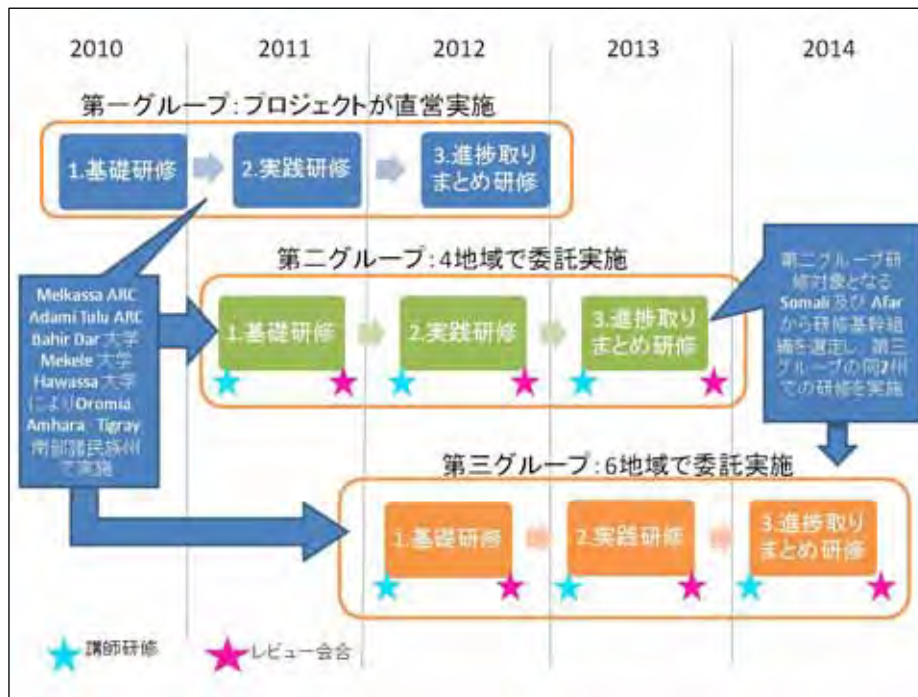 2010 2011 2012 2013 2014
第一グループ：プロジェクトが直営実施
1.基礎研修
2.実践研修
3.進捗取り
まとめ研修
第二グループ：4地域で委託実施
1.基礎研修
2.実践研修
3.進捗取り
まとめ研修
Melkassa ARC
Adami Tulu ARC
Bahir Dar 大学
Mekele 大学
Hawassa 大学
によりOromia
Amhara Tigray
南部諸民族州
で実施
第二グループ研
修対象となる
Somali 及び Afar
から研修基幹組
織を選定し 第三
グループの同2州
での研修を実施
第三グループ：6地域で委託実施
1.基礎研修
2.実践研修
3.進捗取り
まとめ研修
講師研修
レビュー会合